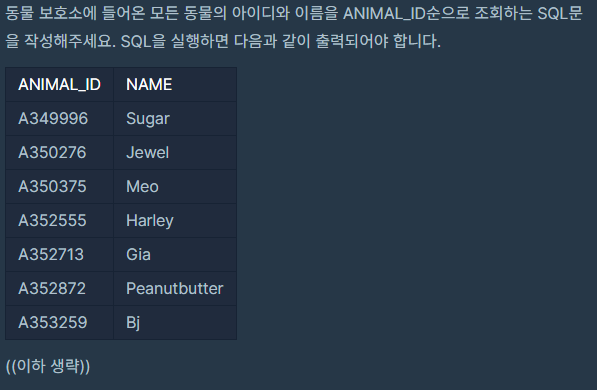 동물 보호소에 들어온 모든 동물의 아이디와 이름을 ANIMAL_ID순으로 조회하는 SQL문
을 작성해주세요. SQL을 실행하면 다음과 같이 출력되어야 합니다.
ANIMAL_ID NAME
A349996 Sugar
A350276 Jewel
A350375 Meo
A352555 Harley
A352713 Gia
A352872 Peanutbutter
A353259 Bj
((이하 생략))